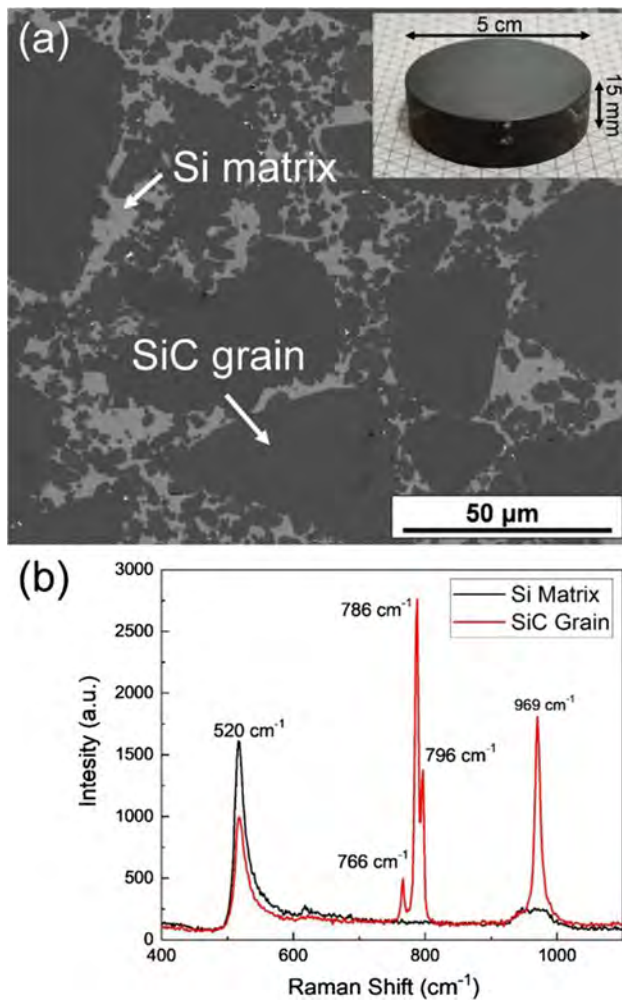 (a)
5 cm
15 mm
Si matrix
SiC grain
50 µm
(b)
3000
2500
2000
1500
1000
500
0
Intesity (a.u.)
Si Matrix
SiC Grain
786 cm⁻¹
969 cm⁻¹
520 cm⁻¹
796 cm⁻¹
766 cm⁻¹
400
600
800
1000
Raman Shift (cm⁻¹)